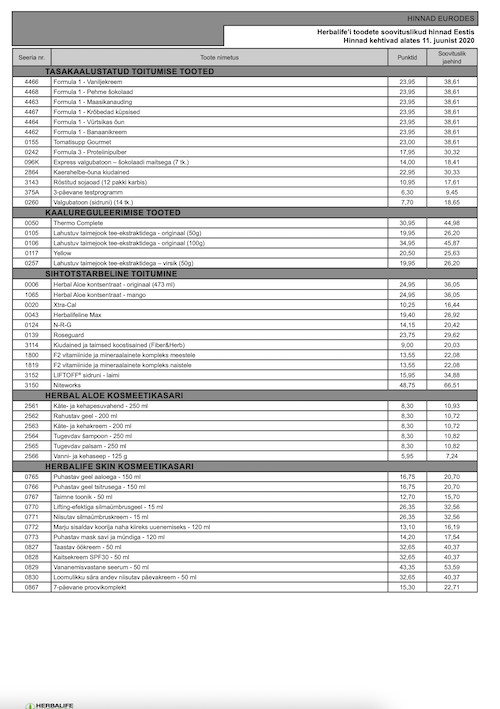 HINNAD EURODES
Herbalife'i toodete soovituslikud hinnad Eestis
Hinnad kehtivad alates 11. juunist 2020
Seeria nr. Toote nimetus Punktid Soovituslik jaehind
TASAKAALUSTATUD TOITUMISE TOOTED
4466 Formula 1 - Vaniljekreem 23,95 38,61
4468 Formula 1 - Pehme šokolaad 23,95 38,61
4463 Formula 1 - Maasikanauding 23,95 38,61
4467 Formula 1 - Krõbedad küpsised 23,95 38,61
4464 Formula 1 - Vürtsikas õun 23,95 38,61
4462 Formula 1 - Banaanikreem 23,95 38,61
0155 Tomatisupp Gourmet 23,00 38,61
0242 Formula 3 - Proteiinipulber 17,95 30,32
096K Express valgubatoon – šokolaadi maitsega (7 tk.) 14,00 18,41
2864 Kaerahelbe-õuna kiudained 22,95 30,33
3143 Röstitud sojaoad (12 pakki karbis) 10,95 17,61
375A 3-päevane testprogramm 6,30 9,45
0260 Valgubatoon (sidruni) (14 tk.) 7,70 18,65
KAALUREGULEERIMISE TOOTED
0050 Thermo Complete 30,95 44,98
0105 Lahustuv taimejook tee-ekstraktidega - originaal (50g) 19,95 26,20
0106 Lahustuv taimejook tee-ekstraktidega - originaal (100g) 34,95 45,87
0117 Yellow 20,50 25,63
0257 Lahustuv taimejook tee-ekstraktidega – virsik (50g) 19,95 26,20
SIHTOTSTARBELINE TOITUMINE
0006 Herbal Aloe kontsentraat - originaal (473 ml) 24,95 36,05
1065 Herbal Aloe kontsentraat - mango 24,95 36,05
0020 Xtra-Cal 10,25 16,44
0043 Herbalifeline Max 19,40 26,92
0124 N-R-G 14,15 20,42
0139 Roseguard 23,75 29,62
3114 Kiudained ja taimsed koostisained (Fiber&Herb) 9,00 20,03
1800 F2 vitamiinide ja mineraalainete kompleks meestele 13,55 22,08
1819 F2 vitamiinide ja mineraalainete kompleks naistele 13,55 22,08
3152 LIFTOFF® sidruni - laimi 15,95 34,88
3150 Niteworks 48,75 66,51
HERBAL ALOE KOSMEETIKASARI
2561 Käte- ja kehapesuvahend - 250 ml 8,30 10,93
2562 Rahustav geel - 200 ml 8,30 10,72
2563 Käte- ja kehakreem - 200 ml 8,30 10,72
2564 Tugevdav šampoon - 250 ml 8,30 10,82
2565 Tugevdav palsam - 250 ml 8,30 10,82
2566 Vanni- ja kehaseep - 125 g 5,95 7,24
HERBALIFE SKIN KOSMEETIKASARI
0765 Puhastav geel aaloega - 150 ml 16,75 20,70
0766 Puhastav geel tsitrusega - 150 ml 16,75 20,70
0767 Taimne toonik - 50 ml 12,70 15,70
0770 Lifting-efektiga silmaümbrusgeel - 15 ml 26,35 32,56
0771 Niisutav silmaümbruskreem - 15 ml 26,35 32,56
0772 Marju sisaldav koorija naha kiireks uuenemiseks - 120 ml 13,10 16,19
0773 Puhastav mask savi ja mündiga - 120 ml 14,20 17,54
0827 Taastav öökreem - 50 ml 32,65 40,37
0828 Kaitsekreem SPF30 - 50 ml 32,65 40,37
0829 Vananemisvastane seerum - 50 ml 43,35 53,59
0830 Loomulikku sära andev niisutav päevakreem - 50 ml 32,65 40,37
0867 7-päevane proovikomplekt 15,30 22,71
HERBALIFE